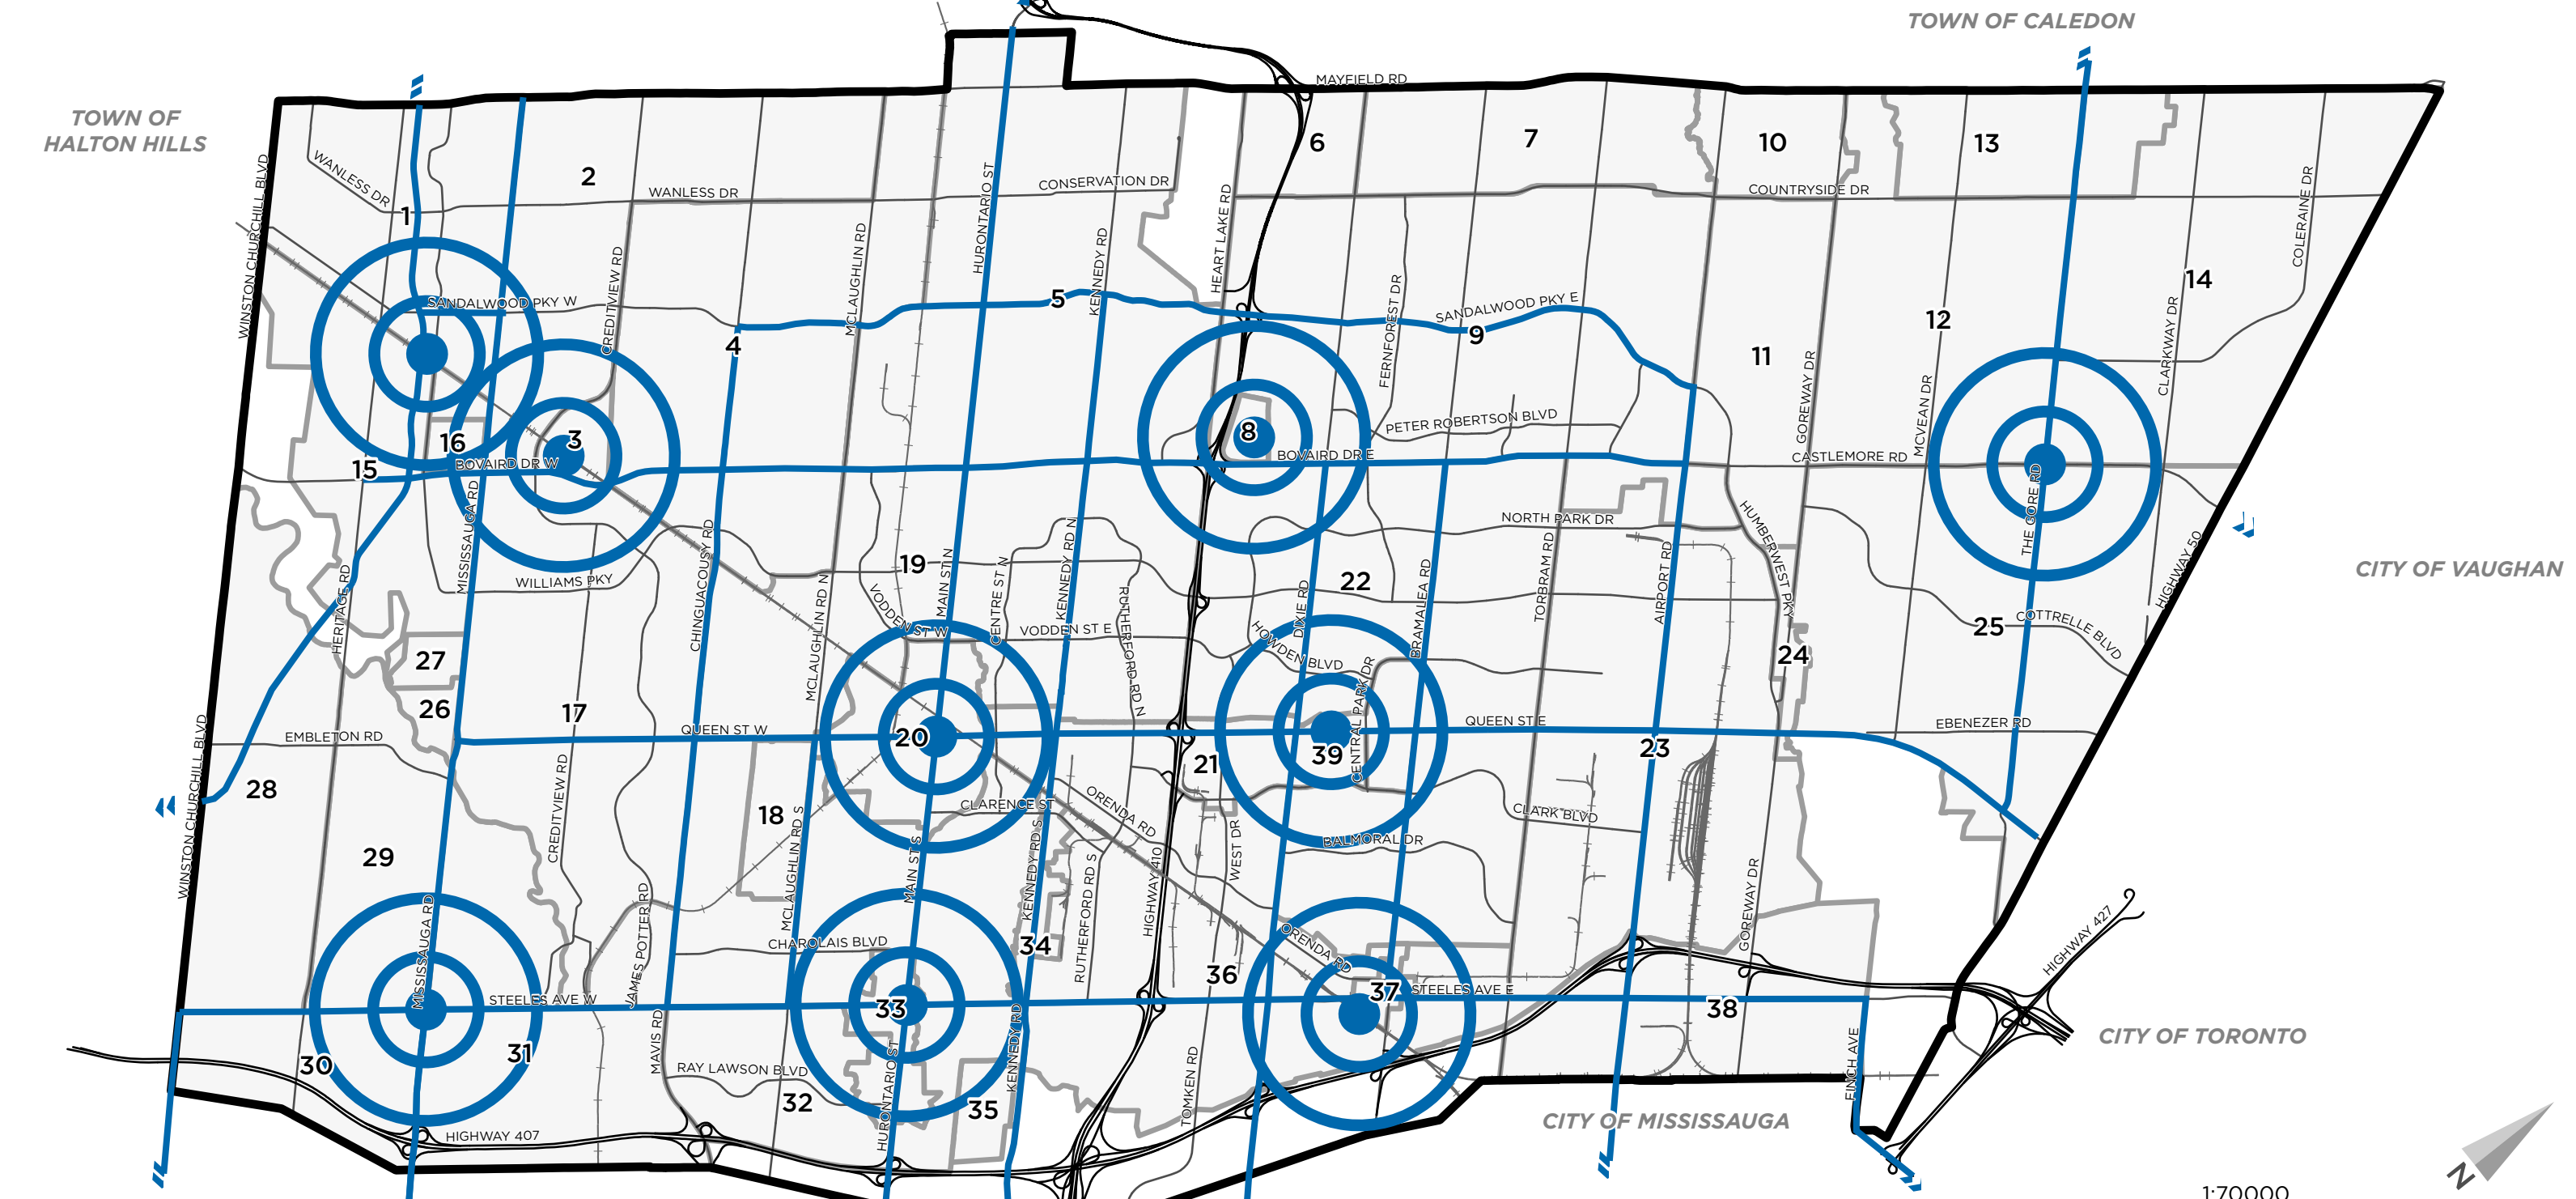 TOWN OF CALEDON
MAYFIELD RD
TOWN OF
HALTON HILLS
6
7
10
13
2
WANLESS DR
WANLESS DR
CONSERVATION DR
COUNTRYSIDE DR
WINSTON CHURCHILL BLVD
1
HURONTARIO ST
HEART LAKE RD
COLERAINE DR
CREDITVIEW RD
MCLAUGHLIN RD
KENNEDY RD
14
SANDALWOOD PKY W
5
FERNFOREST DR
SANDALWOOD PKY E
9
12
4
11
GOREWAY DR
MCVEAN DR
CLARKWAY DR
PETER ROBERTSON BLVD
16
3
8
15
BOVAIRD DR W
BOVAIRD DR E
CASTLEMORE RD
MISSISSAUGA RD
CHINGUACOUSY RD
NORTH PARK DR
HUMBERWEST PKY
THE GORE RD
HERITAGE RD
WILLIAMS PKY
19
MCLAUGHLIN RD N
VODDEN ST W
MAIN ST N
CENTRE ST N
KENNEDY RD N
RUTHERFORD RD N
VODDEN ST E
22
DIXIE RD
BRAMALEA RD
TORBRAM RD
AIRPORT RD
HIGHWAY 50
CITY OF VAUGHAN
HOWDEN BLVD
25
COTTRELLE BLVD
24
27
26
17
CENTRAL PARK DR
EMBLETON RD
QUEEN ST W
20
QUEEN ST E
EBENEZER RD
23
39
21
WINSTON CHURCHILL BLVD
28
CREDITVIEW RD
18
CLARENCE ST
ORENDA RD
CLARK BLVD
WEST DR
BALMORAL DR
29
MCLAUGHLIN RD S
MAIN ST S
KENNEDY RD S
RUTHERFORD RD S
HIGHWAY 410
GOREWAY DR
MISSISSAUGA RD
JAMES POTTER RD
CHAROLAIS BLVD
34
ORENDA RD
HIGHWAY 427
36
37
STEELES AVE W
STEELES AVE E
33
38
30
31
MAVIS RD
KENNEDY RD
FINCH AVE
CITY OF TORONTO
RAY LAWSON BLVD
HURONTARIO ST
TOMKEN RD
32
35
CITY OF MISSISSAUGA
HIGHWAY 407
N
1:70000